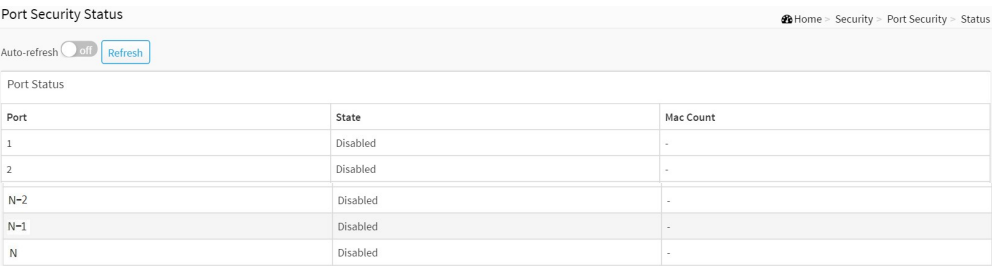 Port Security Status
Home > Security > Port Security > Status
Auto-refresh off Refresh
Port Status
Port State Mac Count
1 Disabled -
2 Disabled -
N-2 Disabled -
N-1 Disabled -
N Disabled -